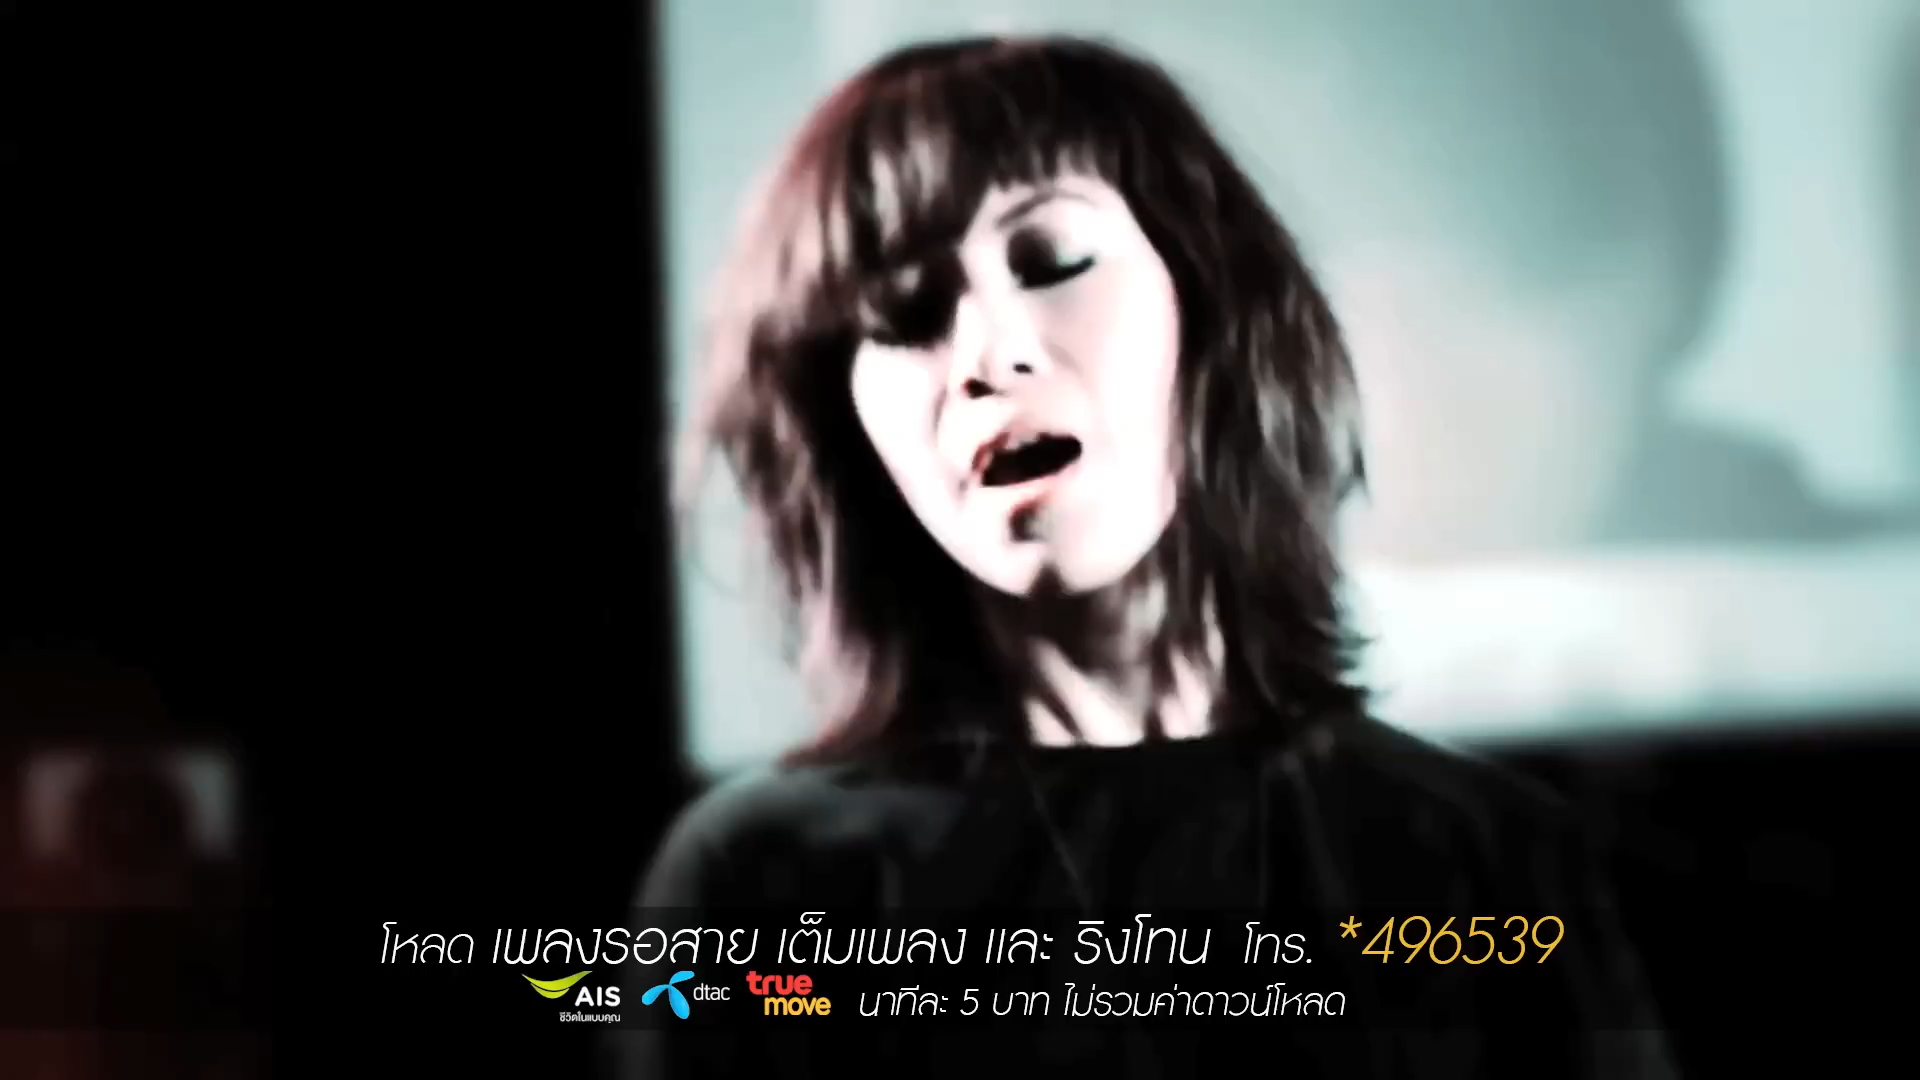 โหลด เพลงรอสาย เต็มเพลง และ ริงโทน โทร. *496539
AIS ชีวิตในแบบคุณ dtac true move นาทีละ 5 บาท ไม่รวมค่าดาวน์โหลด